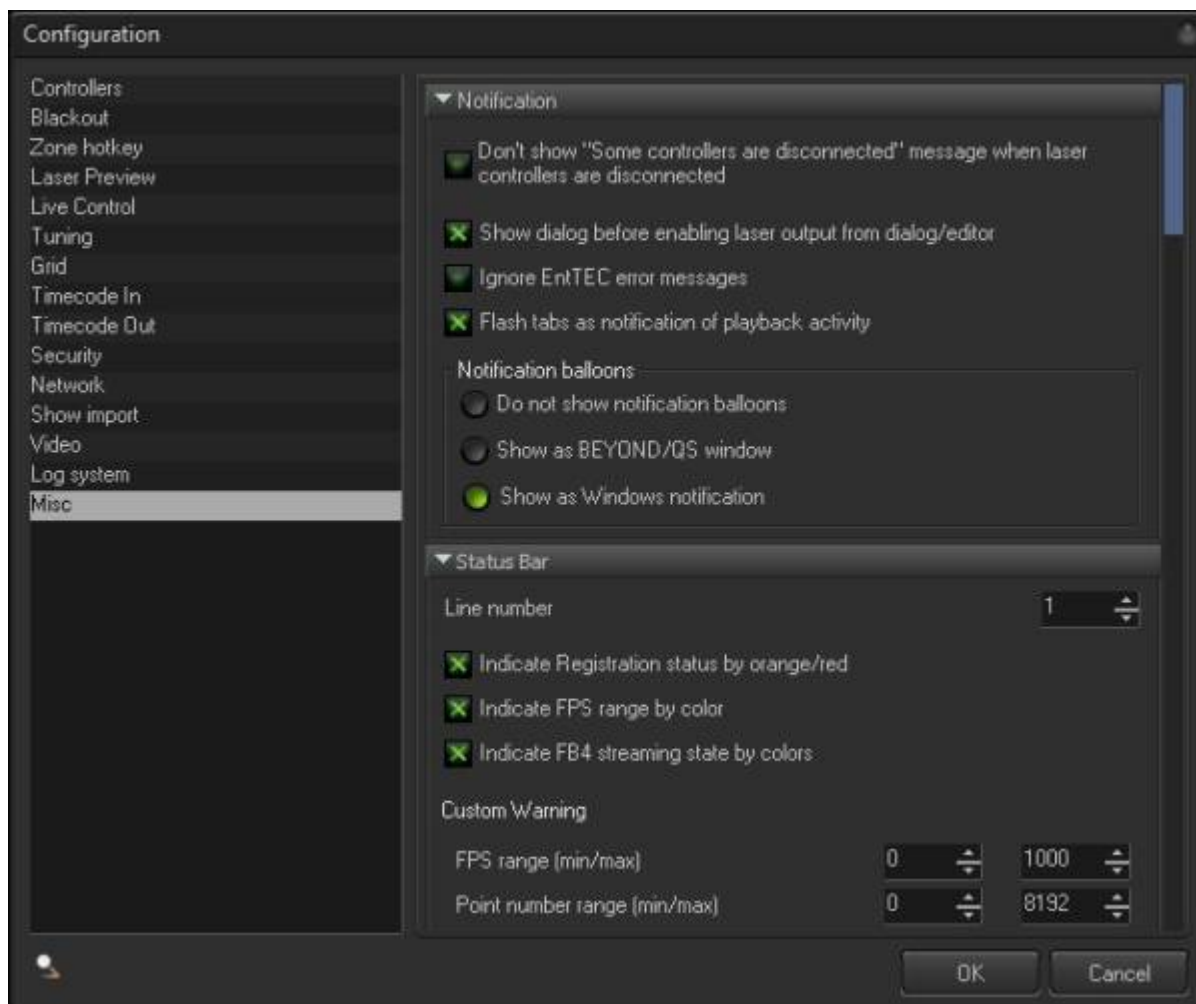 Configuration
Controllers
Blackout
Zone hotkey
Laser Preview
Live Control
Tuning
Grid
Timecode In
Timecode Out
Security
Network
Show import
Video
Log system
Misc
Notification
Don't show "Some controllers are disconnected" message when laser
controllers are disconnected
Show dialog before enabling laser output from dialog/editor
Ignore EntTEC error messages
Flash tabs as notification of playback activity
Notification balloons
Do not show notification balloons
Show as BEYOND/QS window
Show as Windows notification
Status Bar
Line number 1
Indicate Registration status by orange/red
Indicate FPS range by color
Indicate FB4 streaming state by colors
Custom Warning
FPS range (min/max) 0 1000
Point number range (min/max) 0 8192
OK Cancel